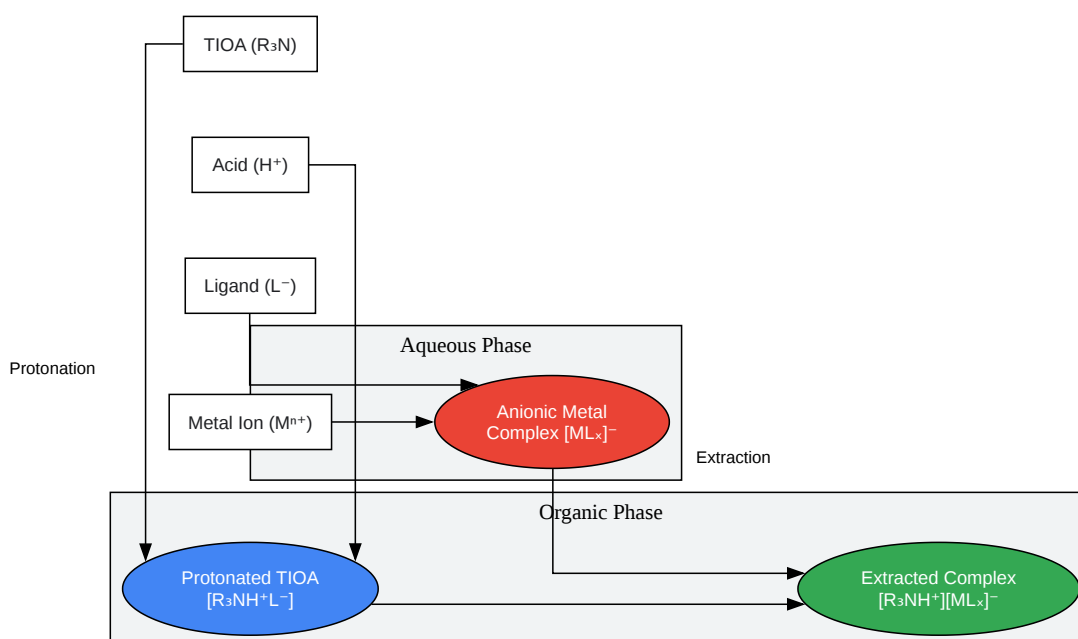 TIOA (R₃N)
Acid (H⁺)
Ligand (L⁻)
Aqueous Phase
Protonation
Metal Ion (Mⁿ⁺)
Anionic Metal
Complex [MLₓ]⁻
Extraction
Organic Phase
Protonated TIOA
[R₃NH⁺L⁻]
Extracted Complex
[R₃NH⁺][MLₓ]⁻